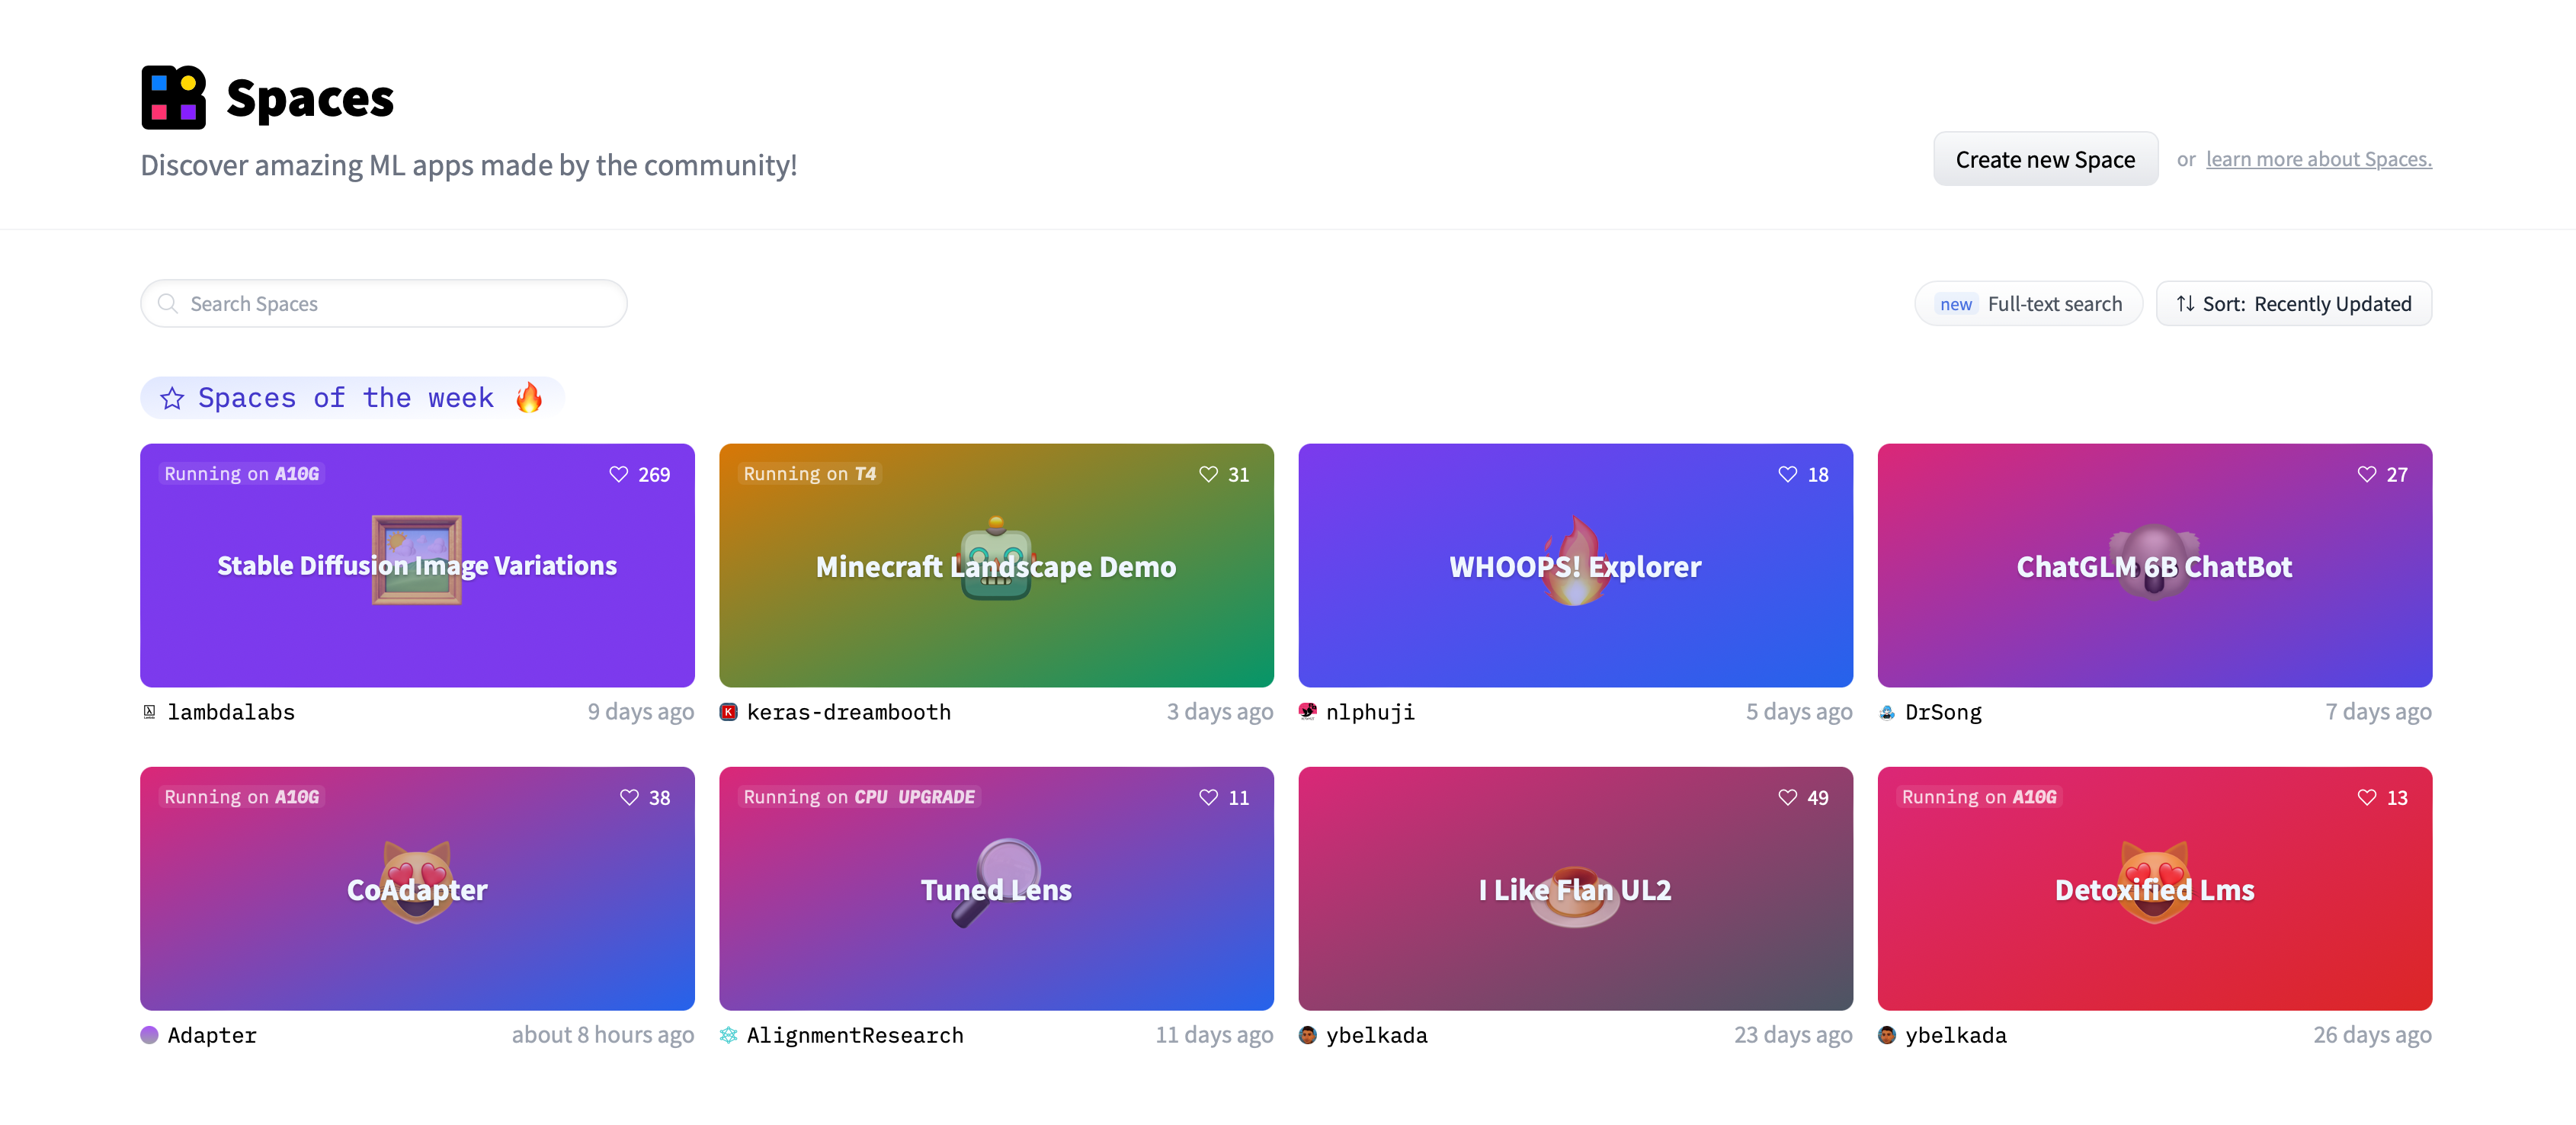 Spaces
Discover amazing ML apps made by the community!
Create new Space or learn more about Spaces.
Search Spaces
new Full-text search
Sort: Recently Updated
Spaces of the week 🔥
Running on A10G 269
Stable Diffusion Image Variations
lambdalabs 9 days ago
Running on T4 31
Minecraft Landscape Demo
keras-dreambooth 3 days ago
18
WHOOPS! Explorer
nlphuji 5 days ago
27
ChatGLM 6B ChatBot
DrSong 7 days ago
Running on A10G 38
CoAdapter
Adapter about 8 hours ago
Running on CPU UPGRADE 11
Tuned Lens
AlignmentResearch 11 days ago
49
I Like Flan UL2
ybelkada 23 days ago
Running on A10G 13
Detoxified Lms
ybelkada 26 days ago